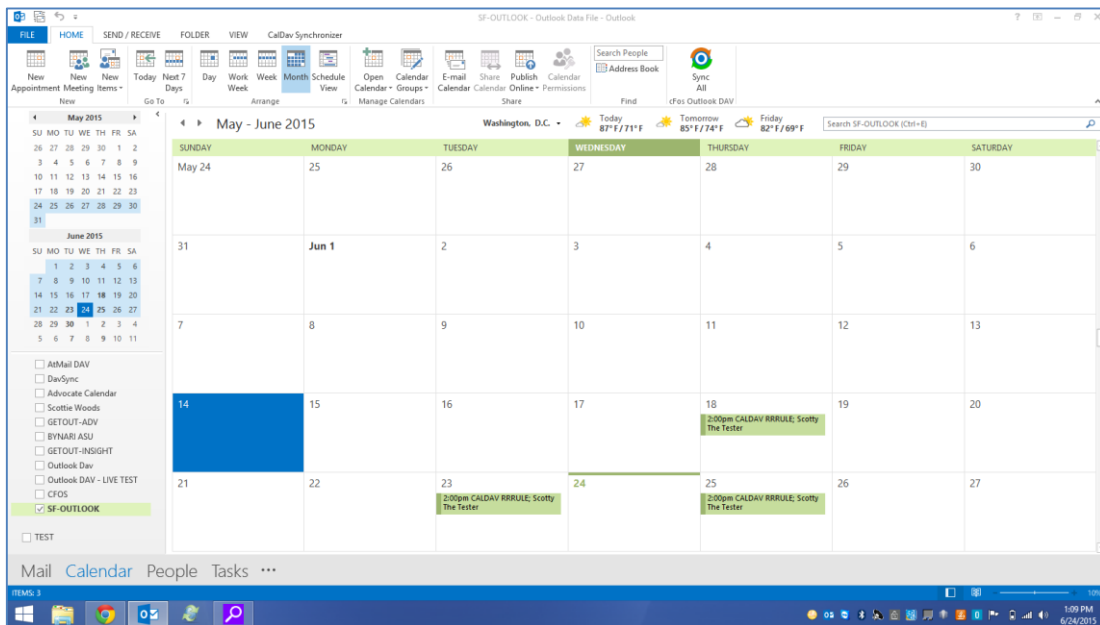 SF-OUTLOOK - Outlook Data File - Outlook
FILE HOME SEND / RECEIVE FOLDER VIEW CalDav Synchronizer
New Appointment
New Meeting
New Items
Today
Next 7 Days
Day
Work Week
Week
Month
Schedule View
Open Calendar
Calendar Groups
E-mail Calendar
Share Calendar
Publish Online
Calendar Permissions
Search People
Address Book
Sync All
New Go To Arrange Manage Calendars Share Find cFos Outlook DAV
May 2015
SU MO TU WE TH FR SA
26 27 28 29 30 1 2
3 4 5 6 7 8 9
10 11 12 13 14 15 16
17 18 19 20 21 22 23
24 25 26 27 28 29 30
31
June 2015
SU MO TU WE TH FR SA
1 2 3 4 5 6
7 8 9 10 11 12 13
14 15 16 17 18 19 20
21 22 23 24 25 26 27
28 29 30 1 2 3 4
5 6 7 8 9 10 11
AtMail DAV
DavSync
Advocate Calendar
Scottie Woods
GETOUT-ADV
BYNARI ASU
GETOUT-INSIGHT
Outlook Dav
Outlook DAV - LIVE TEST
CFOS
SF-OUTLOOK
TEST
May - June 2015
Washington, D.C.
Today
87° F/71° F
Tomorrow
85° F/74° F
Friday
82° F/69° F
Search SF-OUTLOOK (Ctrl+E)
SUNDAY MONDAY TUESDAY WEDNESDAY THURSDAY FRIDAY SATURDAY
May 24 25 26 27 28 29 30
31 Jun 1 2 3 4 5 6
7 8 9 10 11 12 13
14 15 16 17 18 19 20
2:00pm CALDAV RRRULE; Scotty
The Tester
21 22 23 24 25 26 27
2:00pm CALDAV RRRULE; Scotty
The Tester
2:00pm CALDAV RRRULE; Scotty
The Tester
Mail Calendar People Tasks
ITEMS: 3
1:09 PM
6/24/2015